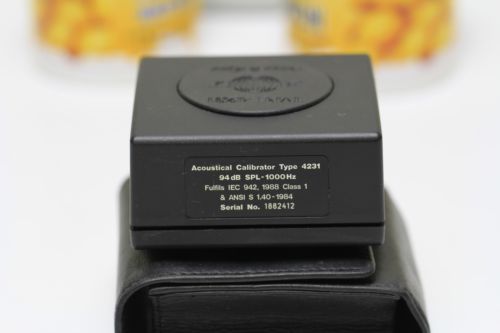 Acoustical Calibrator Type 4231
94 dB SPL-1000 Hz
Fulfils IEC 942, 1988 Class 1
& ANSI S 1.40-1984
Serial No. 1882412